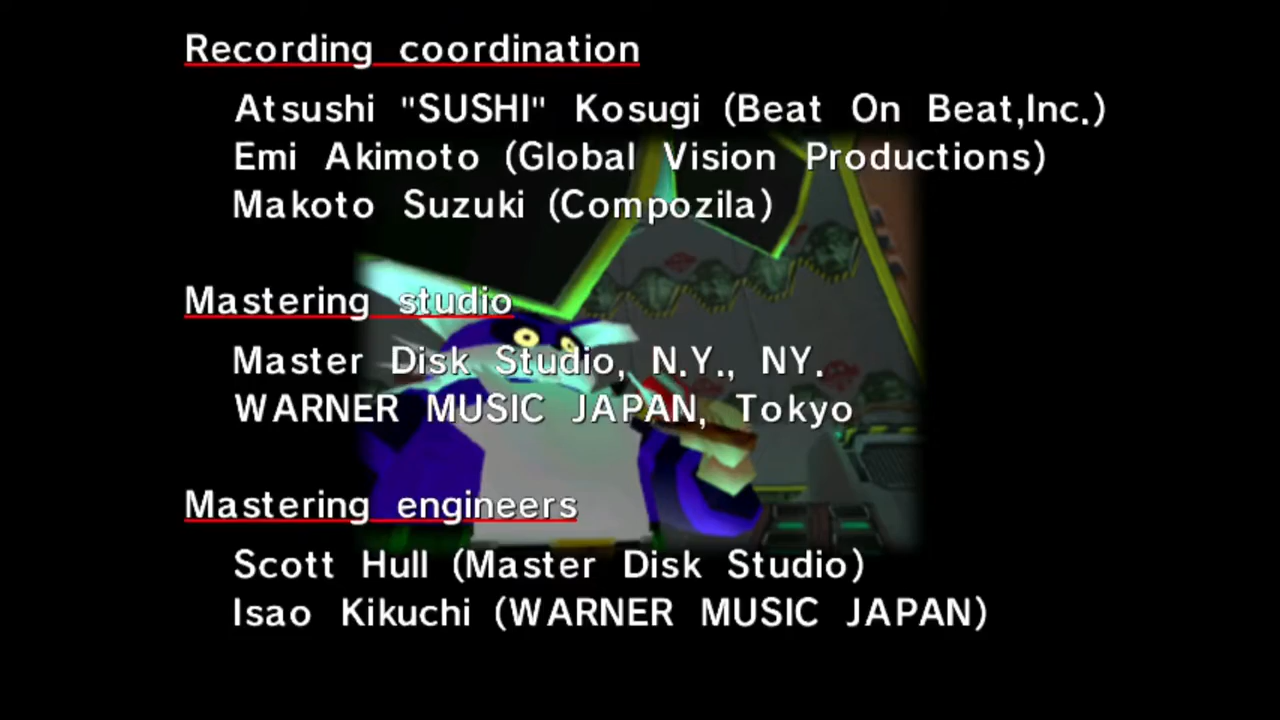 Recording coordination
Atsushi "SUSHI" Kosugi (Beat On Beat,Inc.)
Emi Akimoto (Global Vision Productions)
Makoto Suzuki (Compozila)
Mastering studio
Master Disk Studio, N.Y., NY.
WARNER MUSIC JAPAN, Tokyo
Mastering engineers
Scott Hull (Master Disk Studio)
Isao Kikuchi (WARNER MUSIC JAPAN)